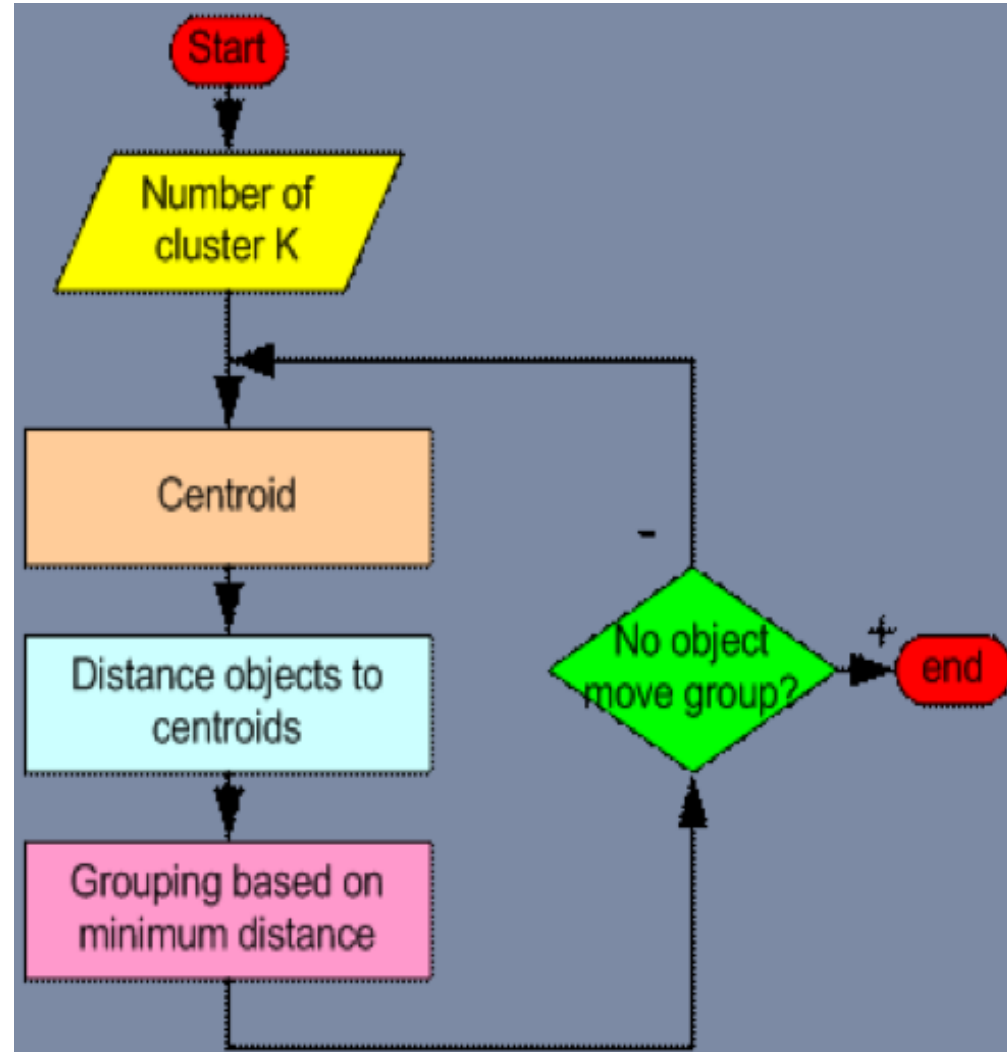 Start
Number of
cluster K
Centroid
Distance objects to
centroids
Grouping based on
minimum distance
-
No object
move group?
+
end